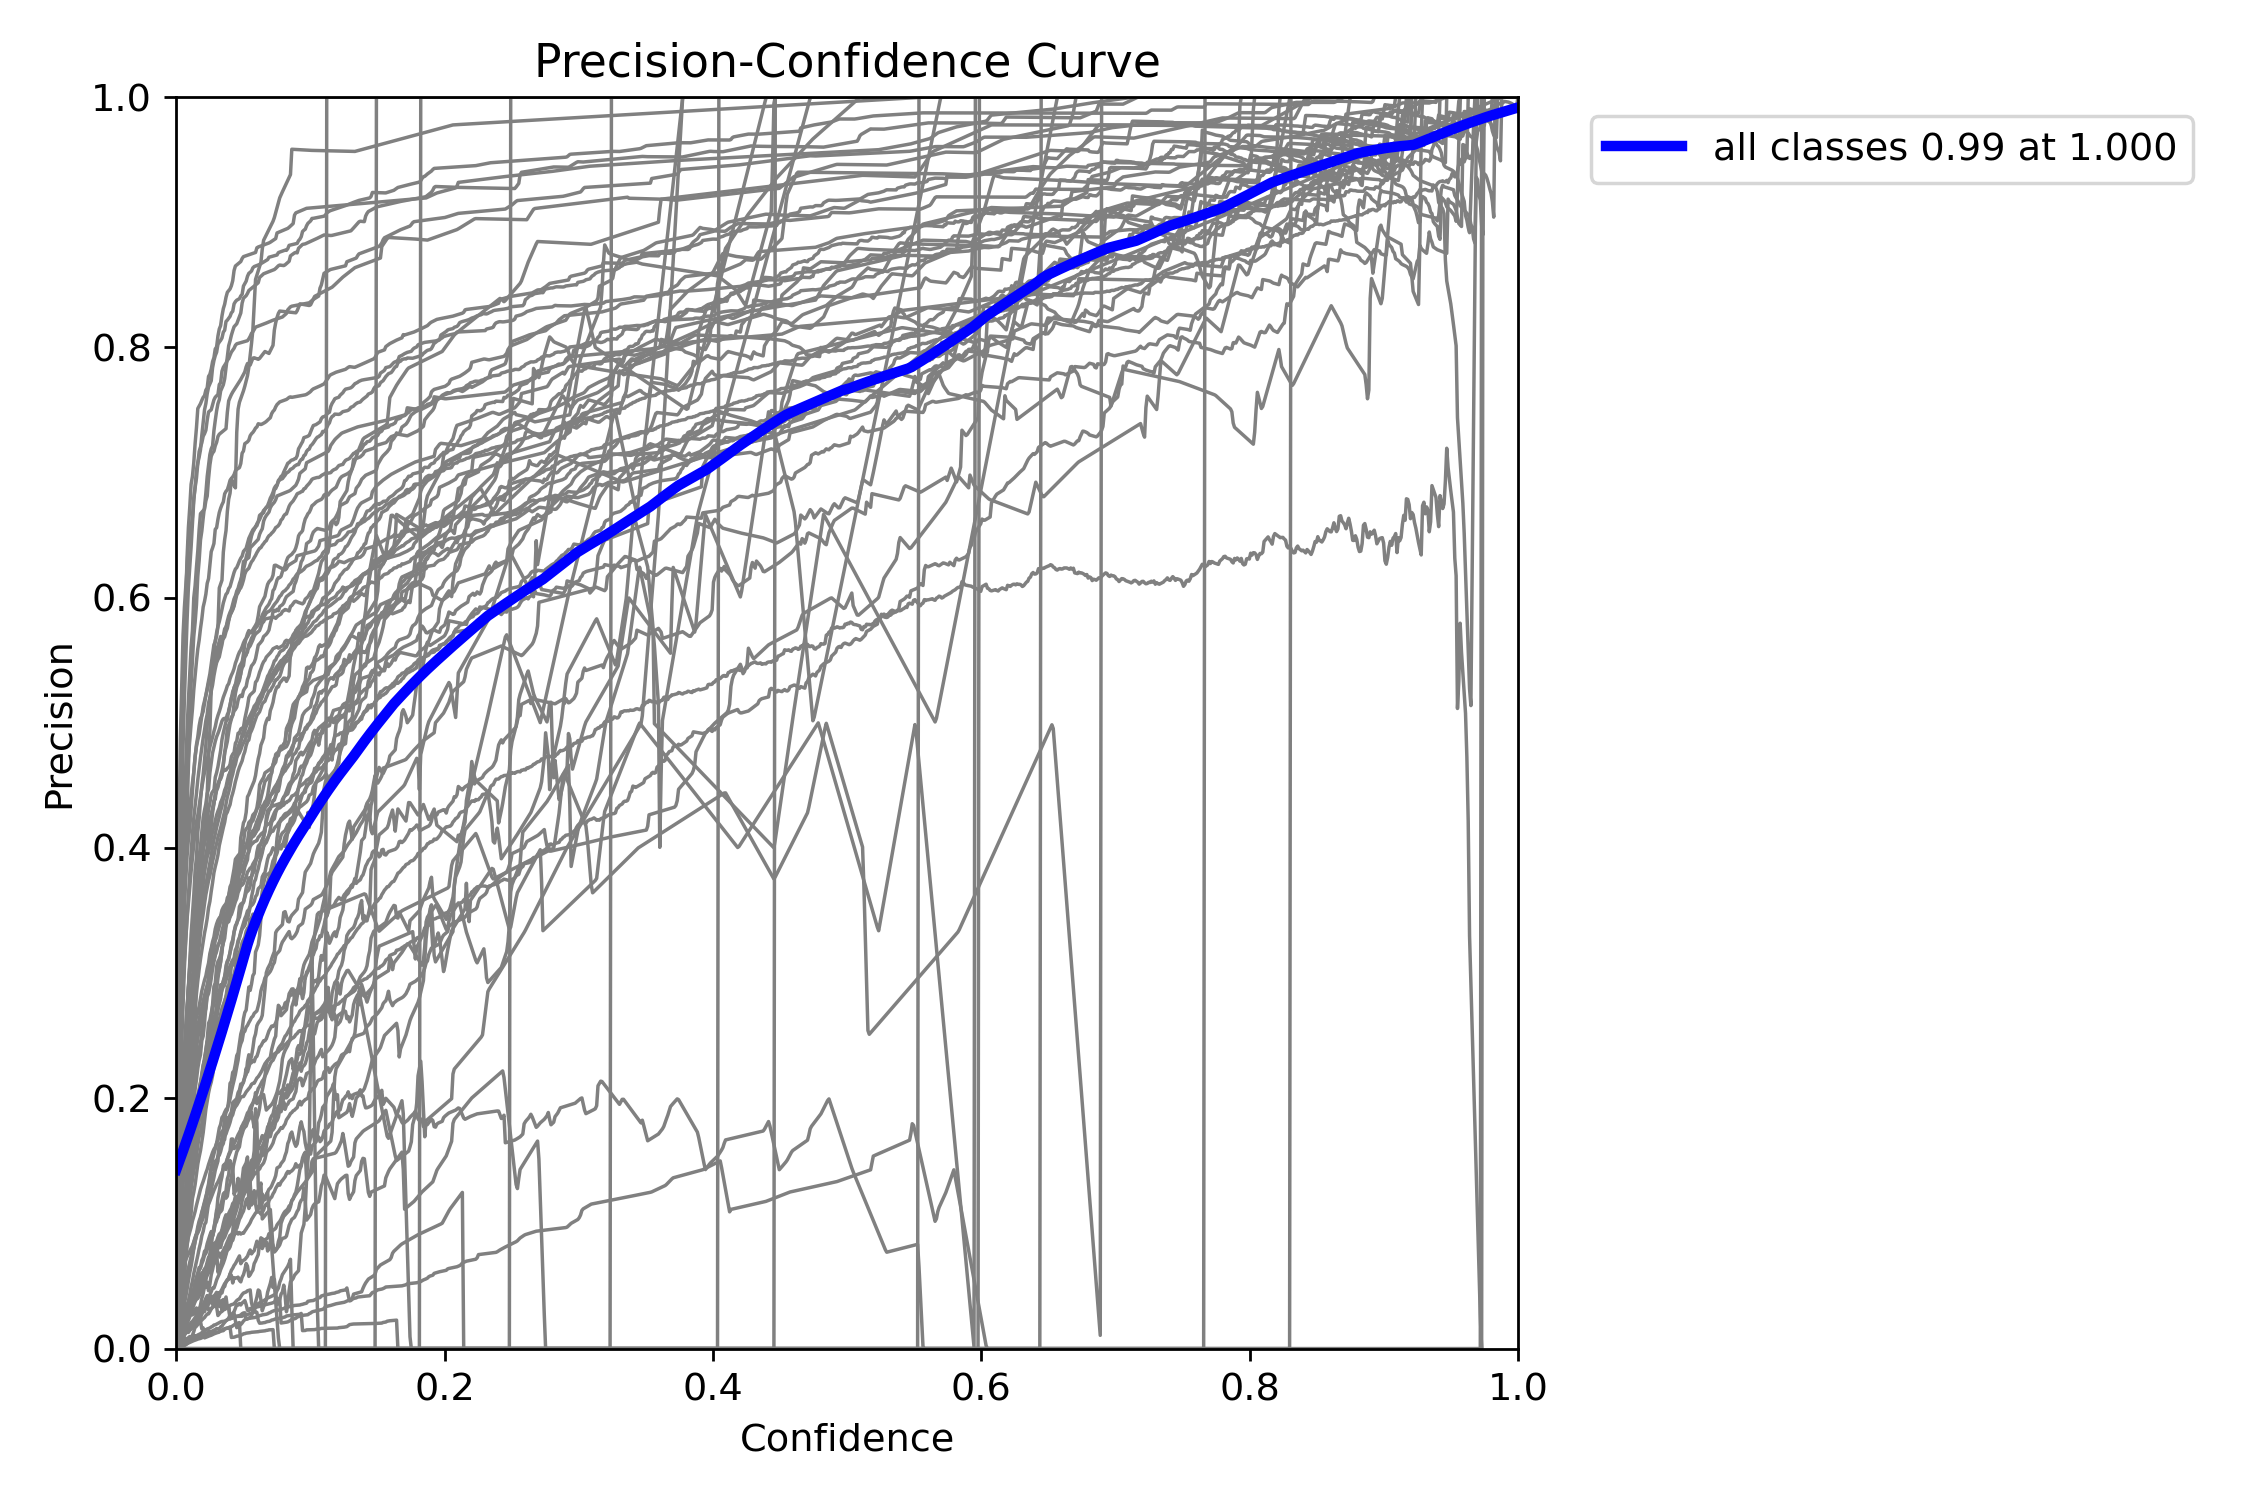 Precision-Confidence Curve
1.0
0.8
0.6
0.4
0.2
0.0
Precision
0.0 0.2 0.4 0.6 0.8 1.0
Confidence
all classes 0.99 at 1.000